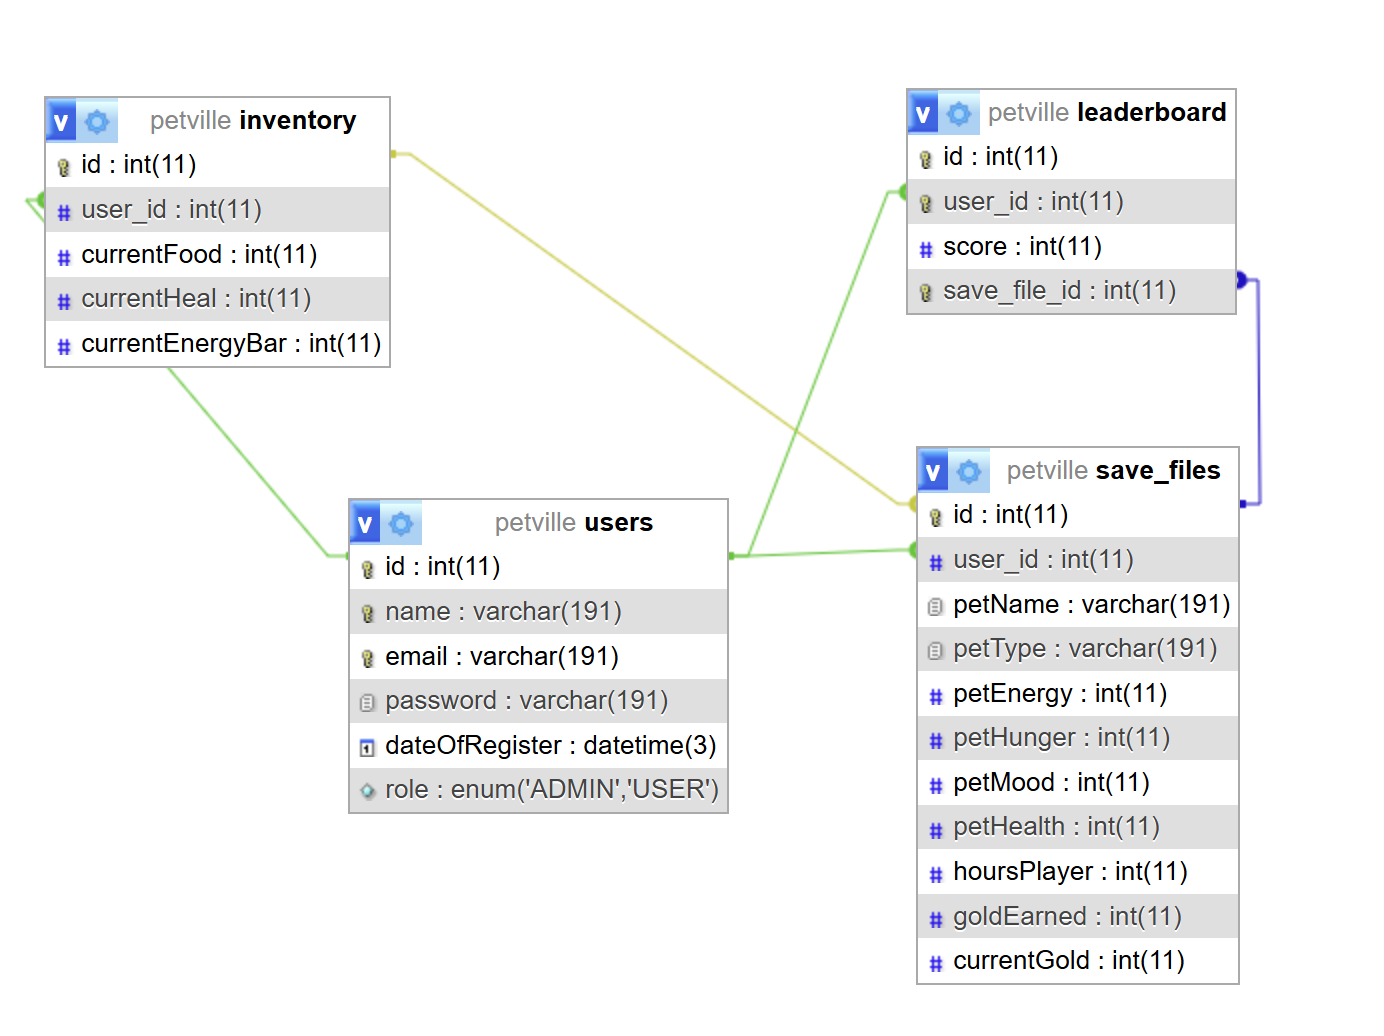 v petville inventory
id : int(11)
# user_id : int(11)
# currentFood : int(11)
# currentHeal : int(11)
# currentEnergyBar : int(11)
v petville leaderboard
id : int(11)
user_id : int(11)
# score : int(11)
save_file_id : int(11)
v petville users
id : int(11)
name : varchar(191)
email : varchar(191)
password : varchar(191)
1 dateOfRegister : datetime(3)
role : enum('ADMIN','USER')
v petville save_files
id : int(11)
# user_id : int(11)
petName : varchar(191)
petType : varchar(191)
# petEnergy : int(11)
# petHunger : int(11)
# petMood : int(11)
# petHealth : int(11)
# hoursPlayer : int(11)
# goldEarned : int(11)
# currentGold : int(11)